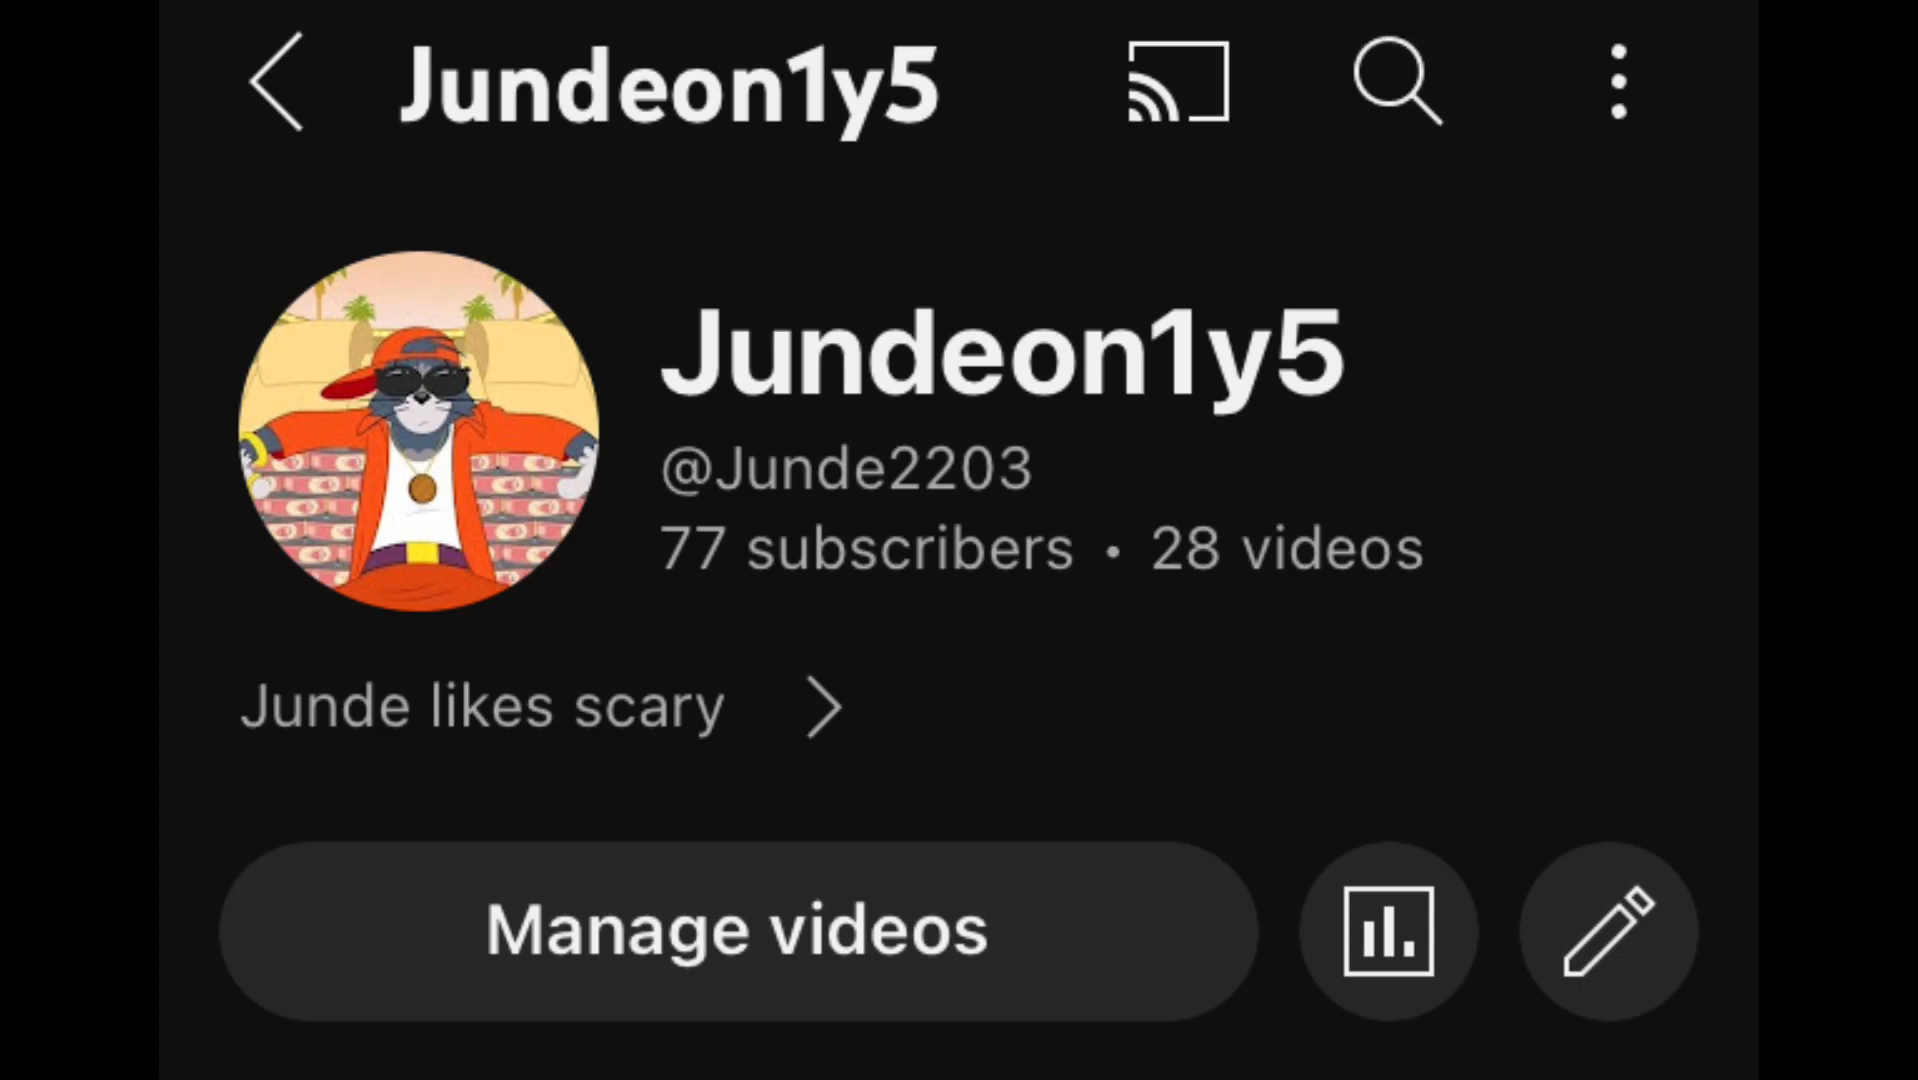 Jundeon1y5
Jundeon1y5
@Junde2203
77 subscribers • 28 videos
Junde likes scary
Manage videos